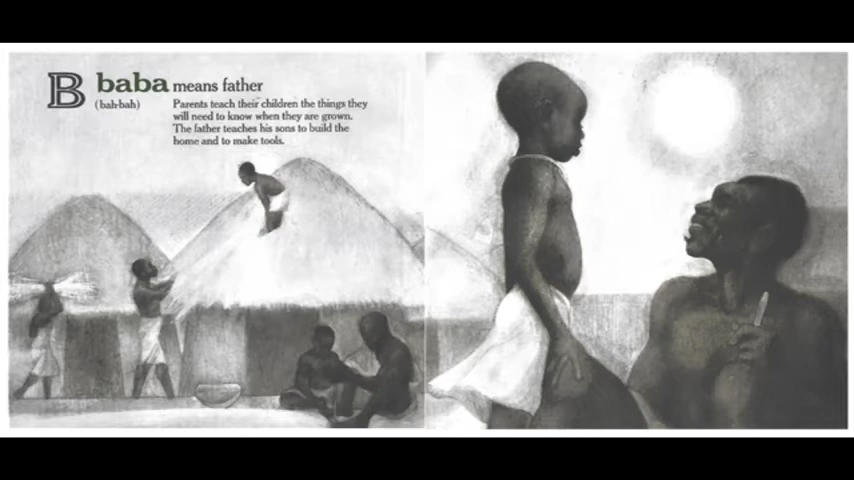 B baba means father
(bah-bah)
Parents teach their children the things they
will need to know when they are grown.
The father teaches his sons to build the
home and to make tools.